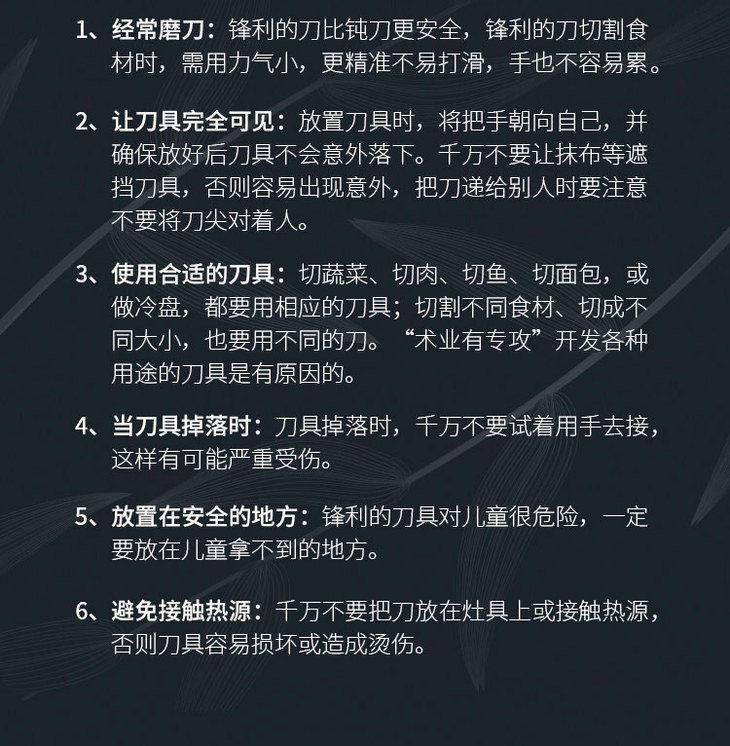 1、经常磨刀：锋利的刀比钝刀更安全，锋利的刀切割食
材时，需用力气小，更精准不易打滑，手也不容易累。
2、让刀具完全可见：放置刀具时，将把手朝向自己，并
确保放好后刀具不会意外落下。千万不要让抹布等遮
挡刀具，否则容易出现意外，把刀递给别人时要注意
不要将刀尖对着人。
3、使用合适的刀具：切蔬菜、切肉、切鱼、切面包，或
做冷盘，都要用相应的刀具；切割不同食材、切成不
同大小，也要用不同的刀。“术业有专攻”开发各种
用途的刀具是有原因的。
4、当刀具掉落时：刀具掉落时，千万不要试着用手去接，
这样有可能严重受伤。
5、放置在安全的地方：锋利的刀具对儿童很危险，一定
要放在儿童拿不到的地方。
6、避免接触热源：千万不要把刀放在灶具上或接触热源，
否则刀具容易损坏或造成烫伤。